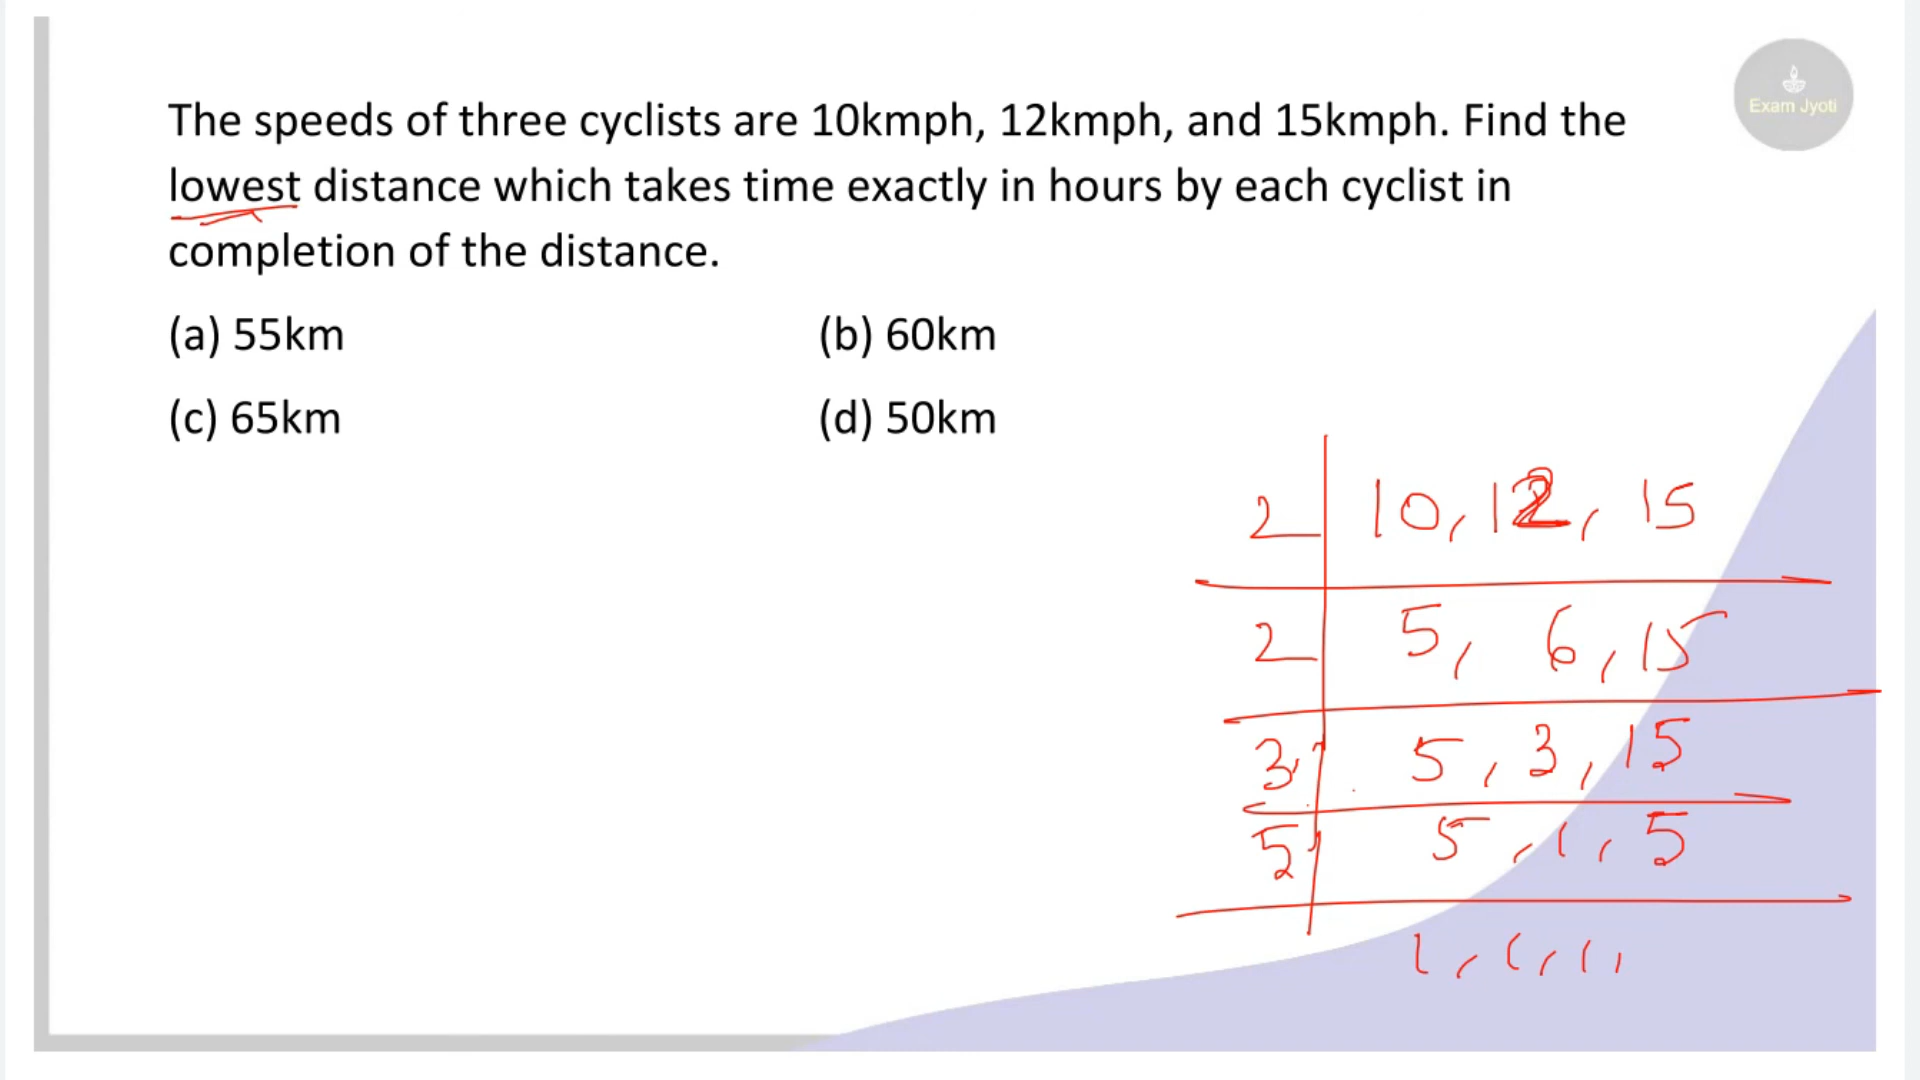 Exam Jyoti
The speeds of three cyclists are 10kmph, 12kmph, and 15kmph. Find the
lowest distance which takes time exactly in hours by each cyclist in
completion of the distance.
(a) 55km (b) 60km
(c) 65km (d) 50km
2 10, 12, 15
2 5, 6, 15
3 5, 3, 15
5 5, 1, 5
1, 1, 1,